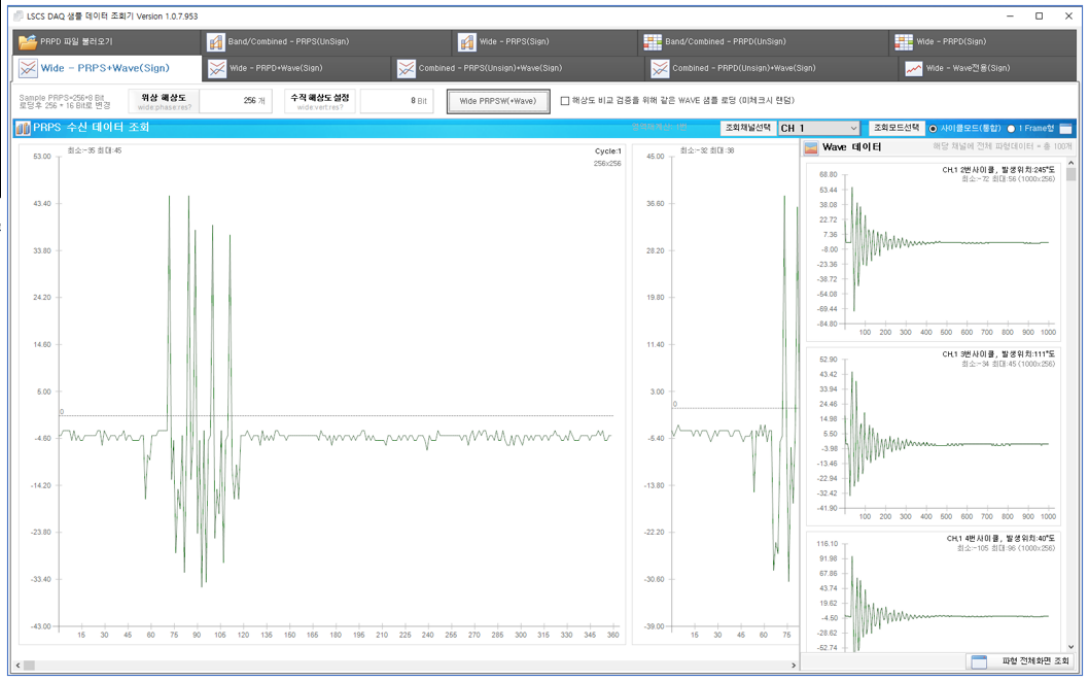 LSCS DAQ 샘플 데이터 조회기 Version 1.0.7.953
PRPD 파일 불러오기
Band/Combined - PRPS(UnSign)
Wide - PRPS(Sign)
Band/Combined - PRPD(UnSign)
Wide - PRPD(Sign)
Wide - PRPS+Wave(Sign)
Wide - PRPD+Wave(Sign)
Combined - PRPS(Unsign)+Wave(Sign)
Combined - PRPD(Unsign)+Wave(Sign)
Wide - Wave전용(Sign)
Sample PRPS=256*8 Bit
로딩후 256 * 16 Bit로 변경
위상 해상도
wide phase res?
256 개
수직 해상도 설정
wide vert res?
8 Bit
Wide PRPSW(+Wave)
해상도 비교 검증을 위해 같은 WAVE 샘플 로딩 (미체크시 랜덤)
PRPS 수신 데이터 조회
조회채널선택
CH 1
조회모드선택
사이클모드(통합)
1 Frame형
최소:-35 최대:45
Cycle:1
256x256
63.00
43.40
33.80
24.20
14.60
5.00
-4.60
-14.20
-23.80
-33.40
-43.00
0
15 30 45 60 75 90 105 120 135 150 165 180 195 210 225 240 255 270 285 300 315 330 345 360
최소:-32 최대:38
46.00
36.60
28.20
19.80
11.40
3.00
-5.40
-13.80
-22.20
-30.60
-39.00
0
15 30 45 60 75
Wave 데이터
해당 채널에 전체 파형데이터 - 총 100개
CH,1 2번사이클, 발생위치:245°도
최소:-72 최대:56 (1000x256)
68.80
53.44
38.08
22.72
7.36
-8.00
-23.36
-38.72
-54.08
-69.44
-84.80
100 200 300 400 500 600 700 800 900 1000
CH,1 3번사이클, 발생위치:111°도
최소:-34 최대:45 (1000x256)
62.90
43.42
33.94
24.46
14.98
5.50
-3.98
-13.46
-22.94
-32.42
-41.90
100 200 300 400 500 600 700 800 900 1000
CH,1 4번사이클, 발생위치:40°도
최소:-105 최대:96 (1000x256)
116.10
91.98
67.86
43.74
19.62
-4.50
-28.62
-52.74
파형 전체화면 조회